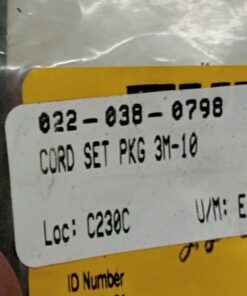 022-038-0798
CORD SET PKG 3M-10
Loc: C230C U/M: E
ID Number